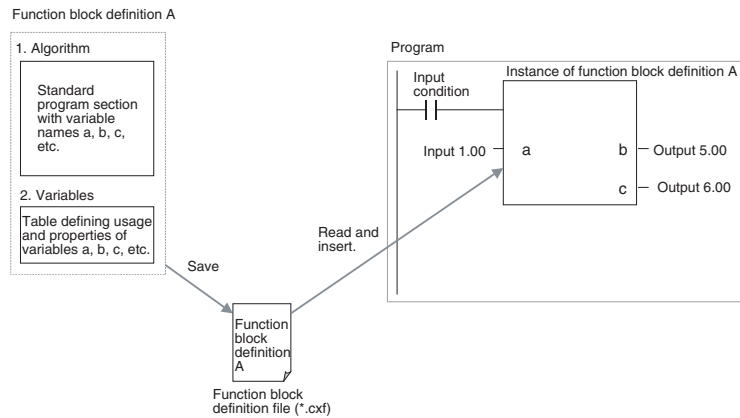 Function block definition A
1. Algorithm
Standard
program section
with variable
names a, b, c,
etc.
2. Variables
Table defining usage
and properties of
variables a, b, c, etc.
Save
Function
block
definition
A
Function block
definition file (*.cxf)
Read and
insert.
Program
Input
condition
Instance of function block definition A
Input 1.00
a
b
Output 5.00
c
Output 6.00